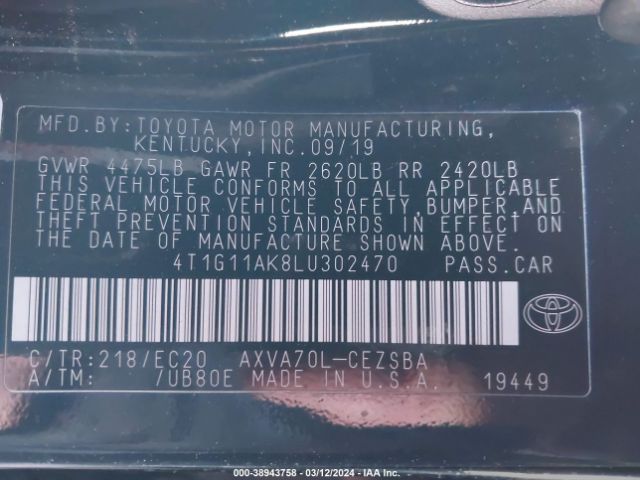 MFD.BY:TOYOTA MOTOR MANUFACTURING,
KENTUCKY,INC.09/19
GVWR 4475LB GAWR FR 2620LB RR 2420LB
THIS VEHICLE CONFORMS TO ALL APPLICABLE
FEDERAL MOTOR VEHICLE SAFETY,BUMPER,AND
THEFT PREVENTION STANDARDS IN EFFECT ON
THE DATE OF MANUFACTURE SHOWN ABOVE.
4T1G11AK8LU302470 PASS.CAR
C/TR:218/EC20 AXVA70L-CEZSBA
A/TM: /UB80E MADE IN U.S.A. 19449
000-38943758 - 03/12/2024 - IAA Inc.